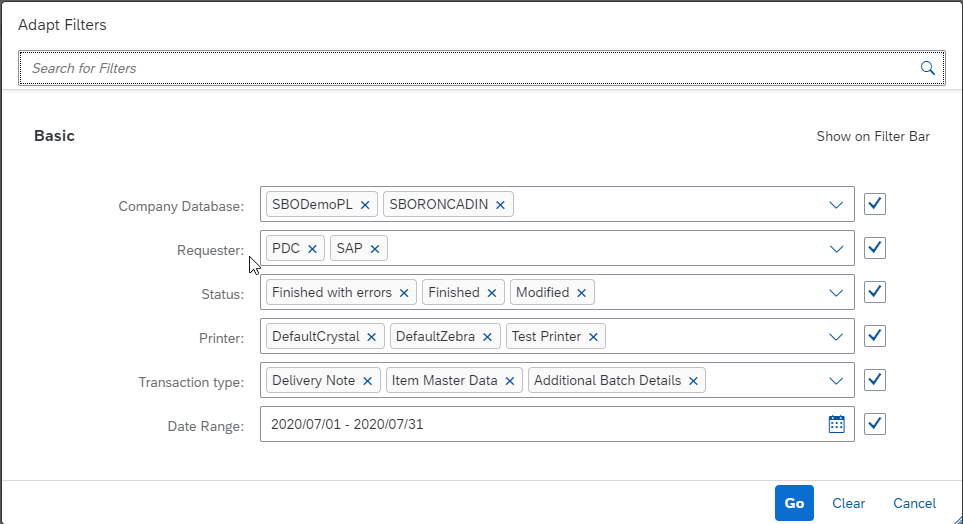 Adapt Filters
Search for Filters
Basic
Show on Filter Bar
Company Database: SBODemoPL SBORONCADIN
Requester: PDC SAP
Status: Finished with errors Finished Modified
Printer: DefaultCrystal DefaultZebra Test Printer
Transaction type: Delivery Note Item Master Data Additional Batch Details
Date Range: 2020/07/01 - 2020/07/31
Go Clear Cancel